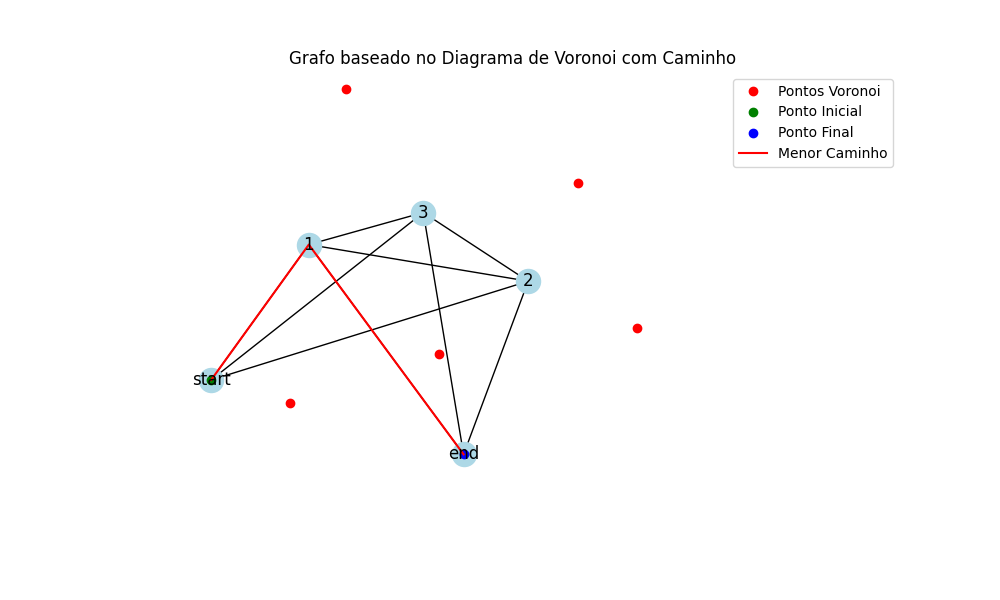 Grafo baseado no Diagrama de Voronoi com Caminho
Pontos Voronoi
Ponto Inicial
Ponto Final
Menor Caminho
3
1
2
start
end